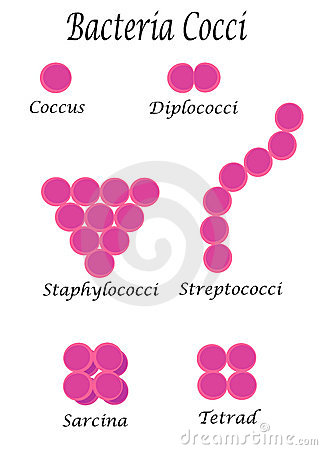 Bacteria Cocci
Coccus
Diplococci
Staphylococci
Streptococci
Sarcina
Tetrad
dreamstime.com